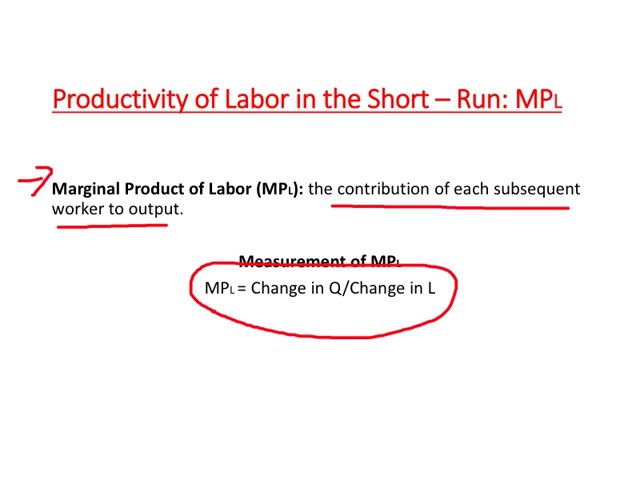 Productivity of Labor in the Short – Run: MPL
Marginal Product of Labor (MPL): the contribution of each subsequent
worker to output.
Measurement of MPL
MPL = Change in Q/Change in L